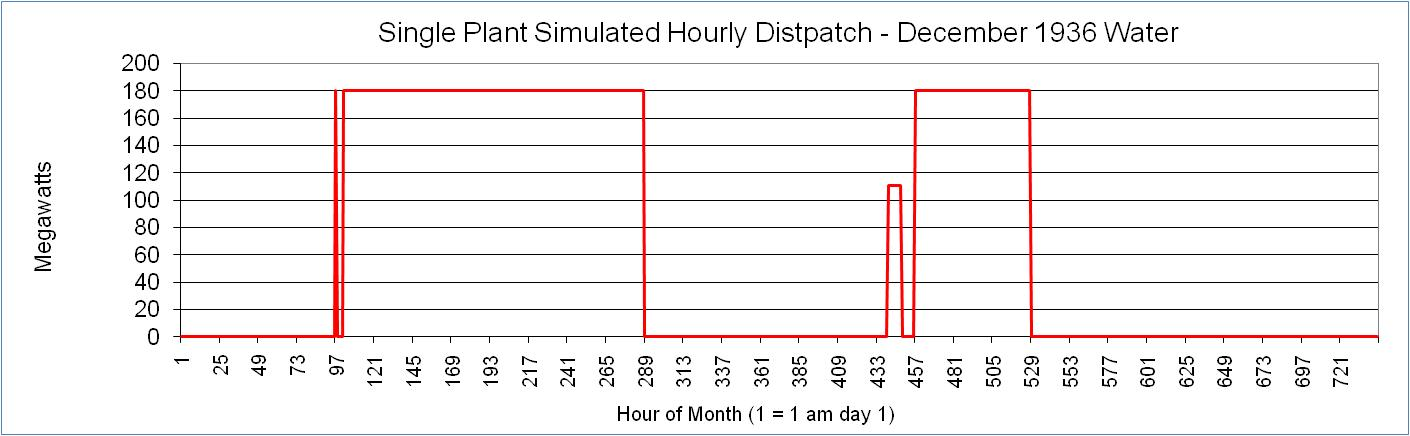 Single Plant Simulated Hourly Distpatch - December 1936 Water
200
180
160
140
120
100
80
60
40
20
0
Megawatts
1 25 49 73 97 121 145 169 193 217 241 265 289 313 337 361 385 409 433 457 481 505 529 553 577 601 625 649 673 697 721
Hour of Month (1 = 1 am day 1)